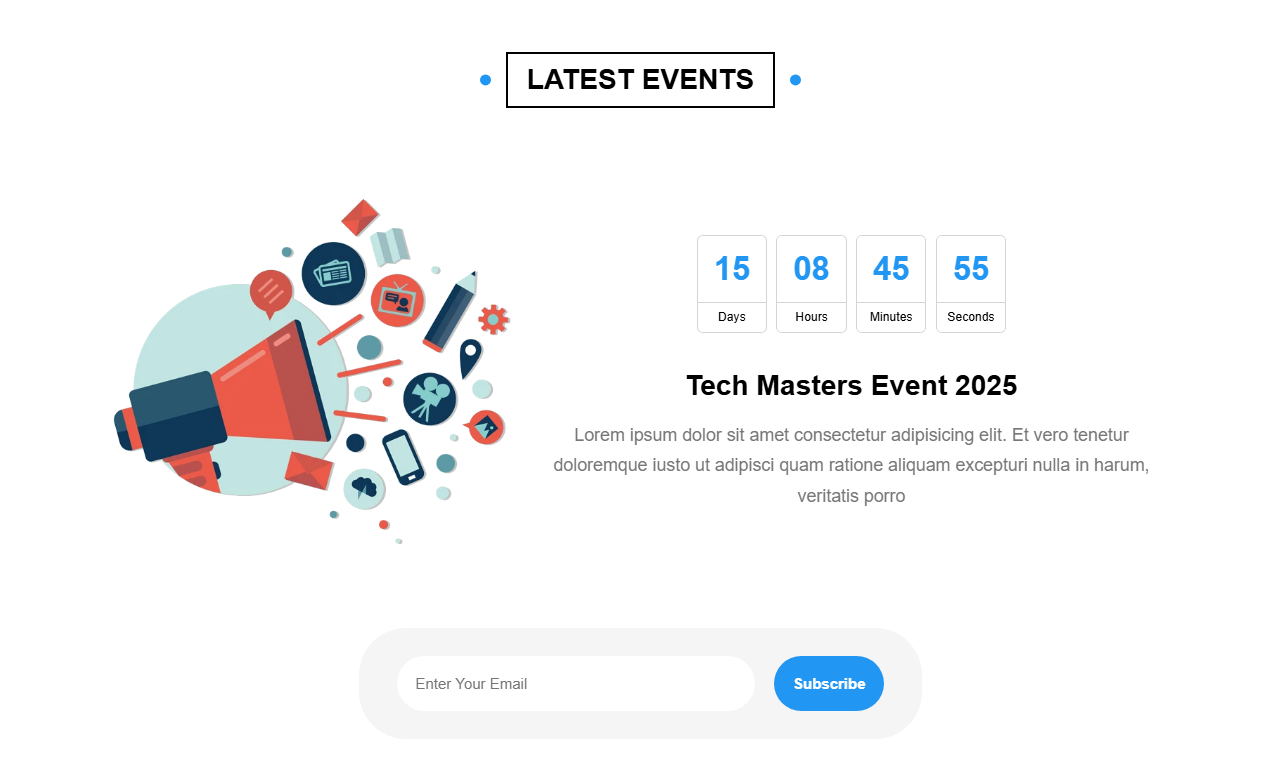 LATEST EVENTS
15 08 45 55
Days Hours Minutes Seconds
Tech Masters Event 2025
Lorem ipsum dolor sit amet consectetur adipisicing elit. Et vero tenetur
doloremque iusto ut adipisci quam ratione aliquam excepturi nulla in harum,
veritatis porro
Enter Your Email Subscribe